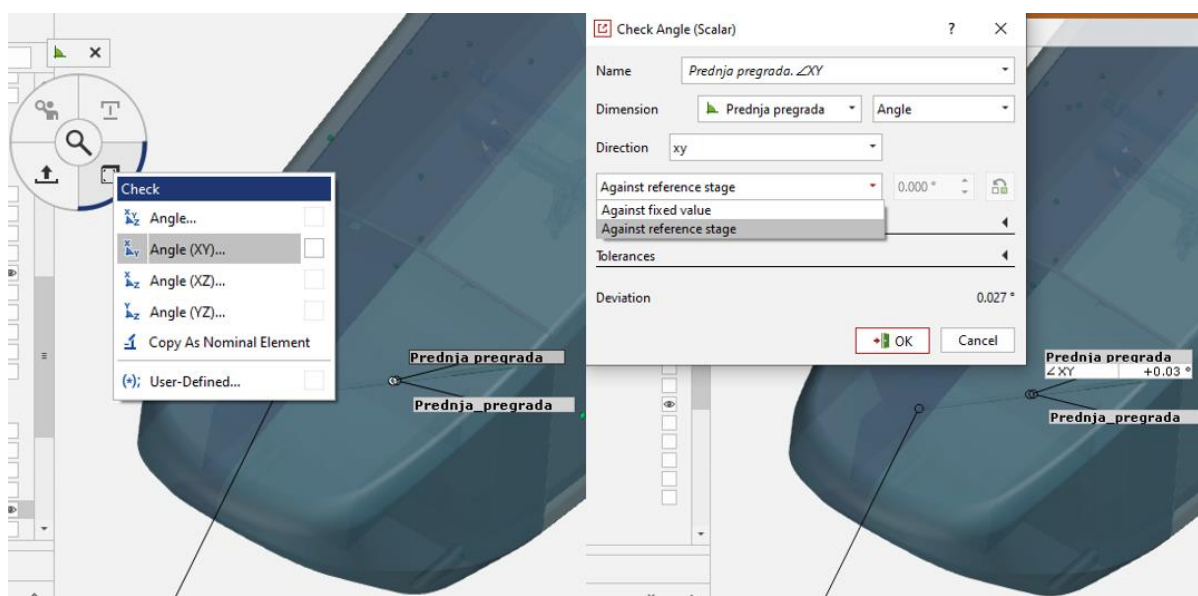 Check
Angle...
Angle (XY)...
Angle (XZ)...
Angle (YZ)...
Copy As Nominal Element
User-Defined...
Prednja pregrada
Prednja_pregrada
Check Angle (Scalar)
Name Prednja pregrada.∠XY
Dimension Prednja pregrada Angle
Direction xy
Against reference stage 0.000 °
Against fixed value
Against reference stage
Tolerances
Deviation 0.027 °
OK Cancel
Prednja pregrada
∠XY +0.03 °
Prednja_pregrada